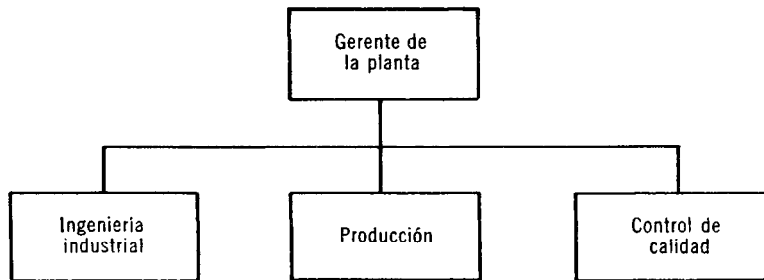 Gerente de
la planta
Ingenieria
industrial
Producción
Control de
calidad